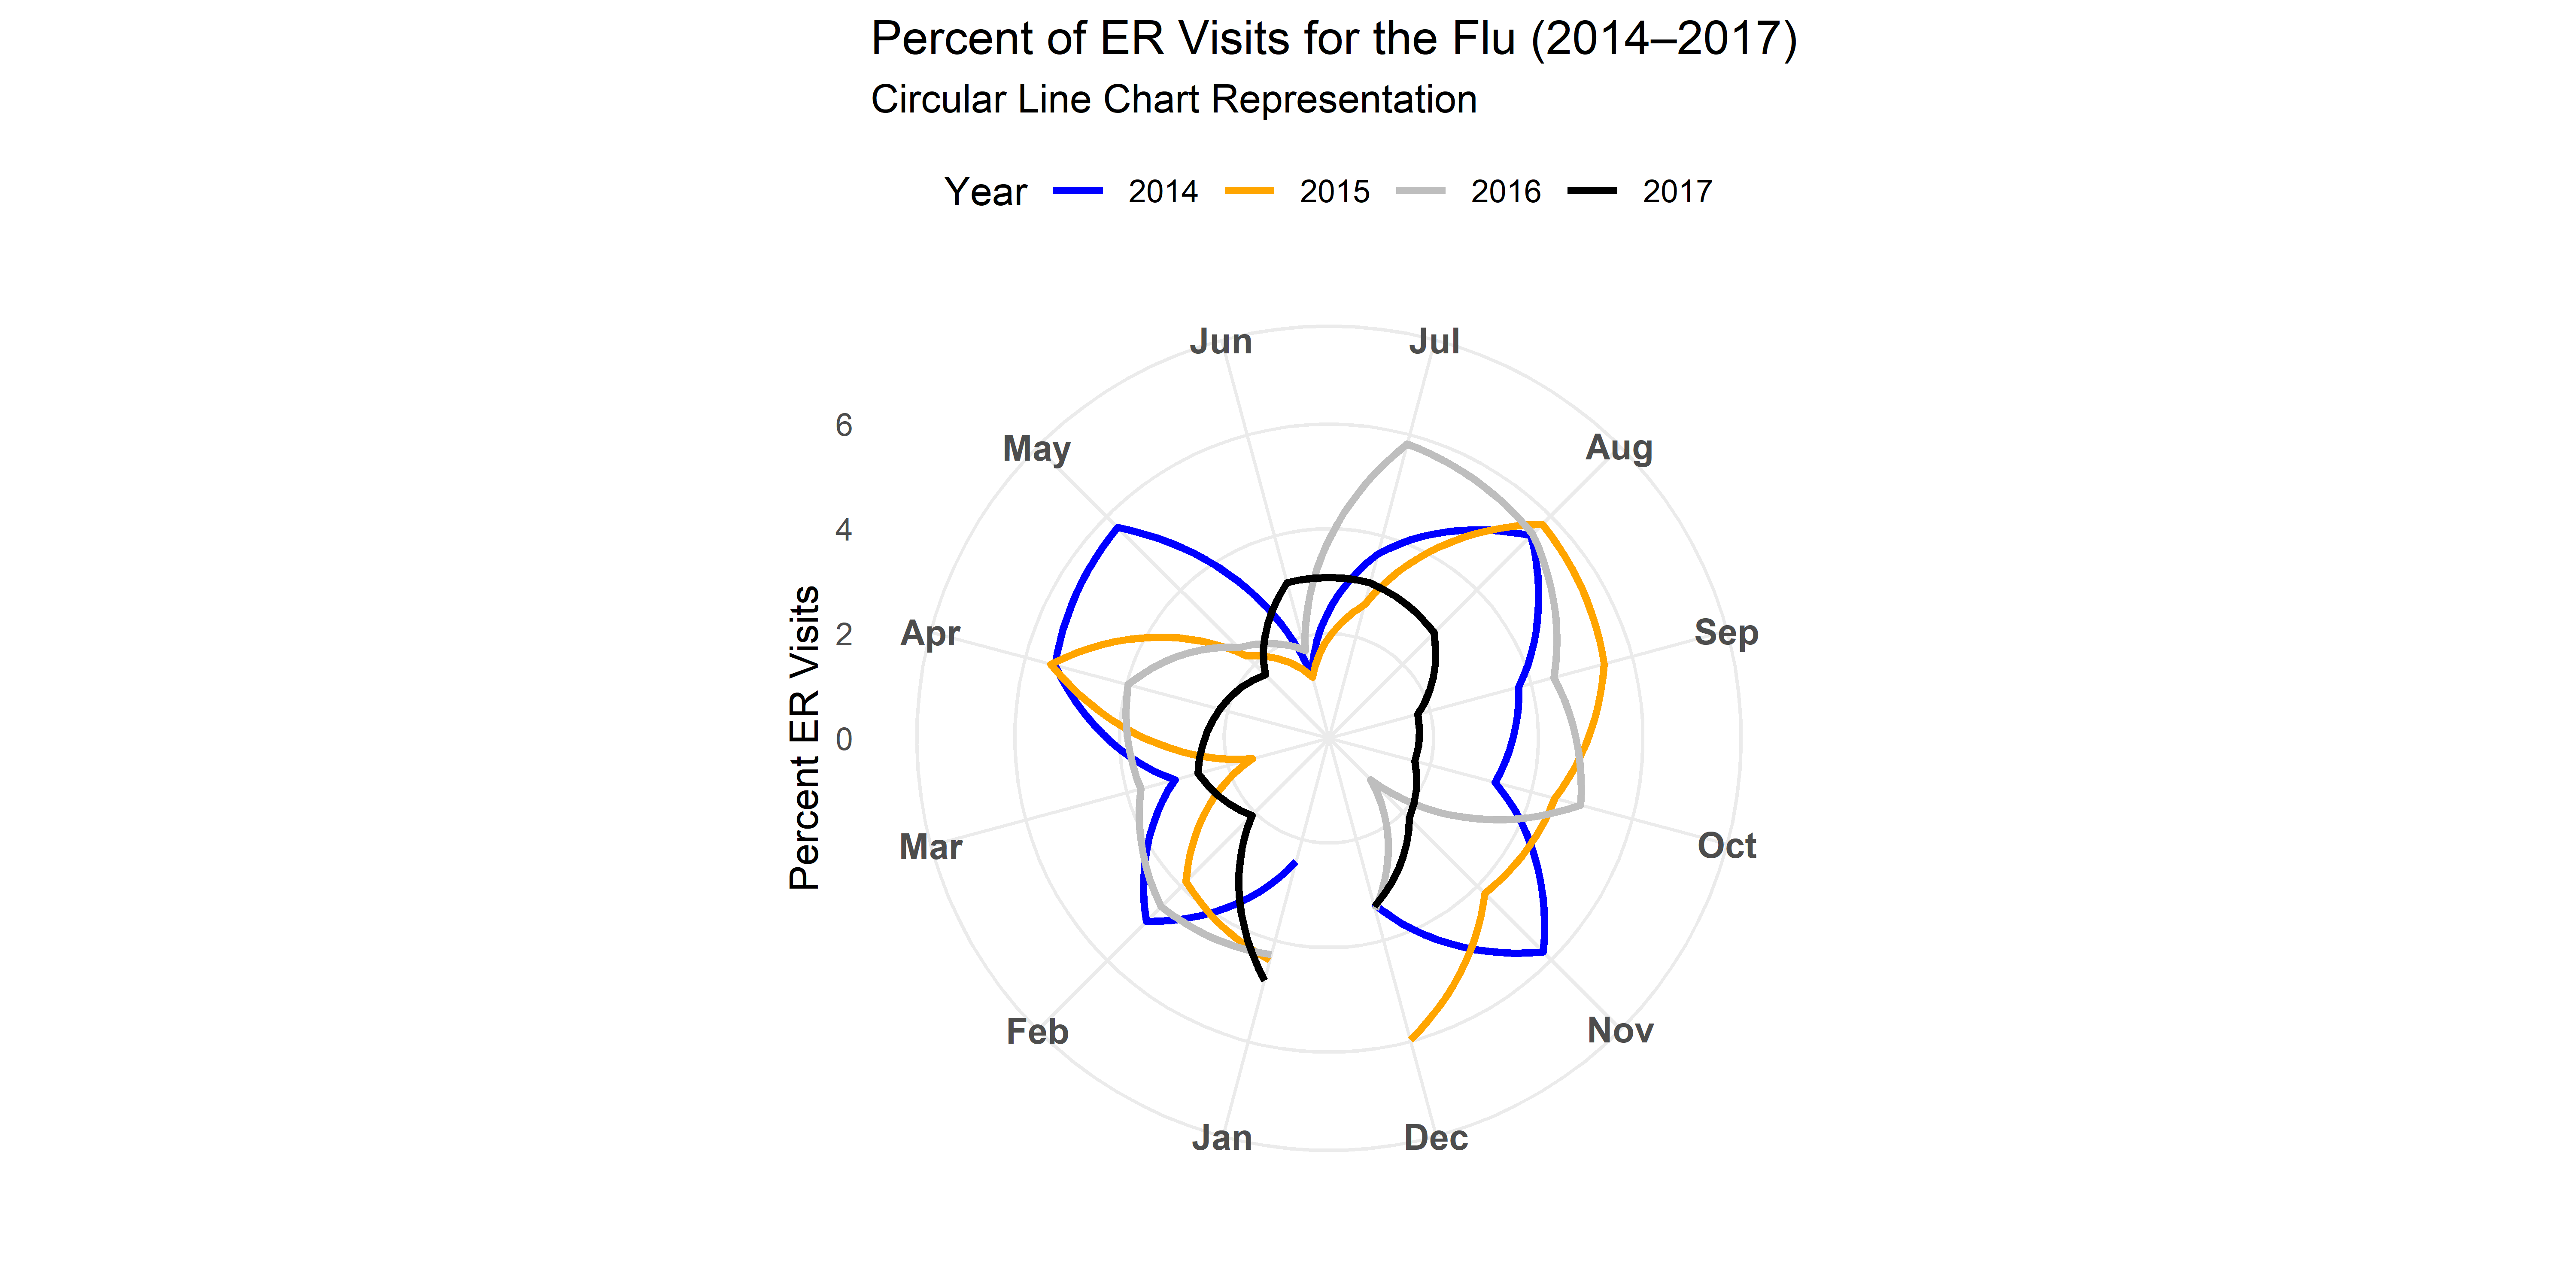 Percent of ER Visits for the Flu (2014–2017)
Circular Line Chart Representation
Year 2014 2015 2016 2017
Jun Jul
6
May Aug
4
Apr 2 Sep
Percent ER Visits
0
Mar Oct
Feb Nov
Jan Dec